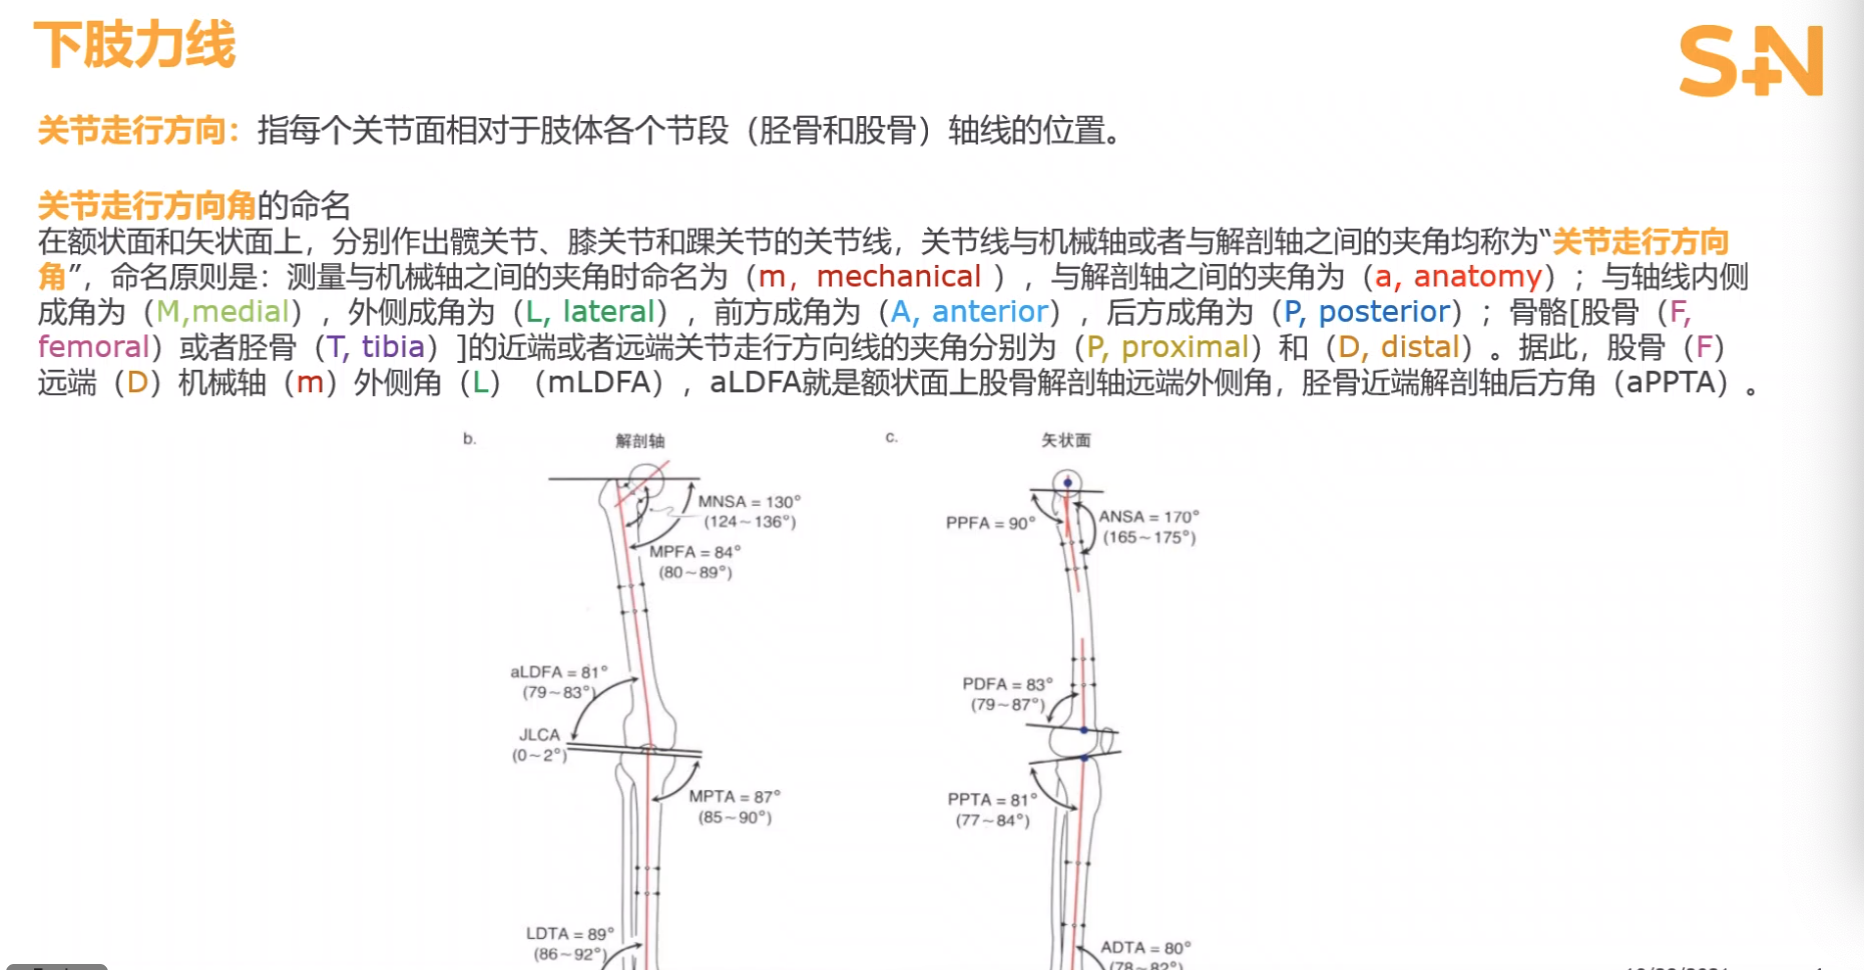 下肢力线
S+N
关节走行方向：指每个关节面相对于肢体各个节段（胫骨和股骨）轴线的位置。
关节走行方向角的命名
在额状面和矢状面上，分别作出髋关节、膝关节和踝关节的关节线，关节线与机械轴或者与解剖轴之间的夹角均称为“关节走行方向
角”，命名原则是：测量与机械轴之间的夹角时命名为（m，mechanical ），与解剖轴之间的夹角为（a, anatomy）；与轴线内侧
成角为（M,medial），外侧成角为（L, lateral），前方成角为（A, anterior），后方成角为（P, posterior）；骨骼[股骨（F,
femoral）或者胫骨（T, tibia）]的近端或者远端关节走行方向线的夹角分别为（P, proximal）和（D, distal）。据此，股骨（F）
远端（D）机械轴（m）外侧角（L）（mLDFA），aLDFA就是额状面上股骨解剖轴远端外侧角，胫骨近端解剖轴后方角（aPPTA）。
b.
解剖轴
MNSA = 130°
(124～136°)
MPFA = 84°
(80～89°)
aLDFA = 81°
(79～83°)
JLCA
(0～2°)
MPTA = 87°
(85～90°)
LDTA = 89°
(86～92°)
c.
矢状面
PPFA = 90°
ANSA = 170°
(165～175°)
PDFA = 83°
(79～87°)
PPTA = 81°
(77～84°)
ADTA = 80°
(78～82°)